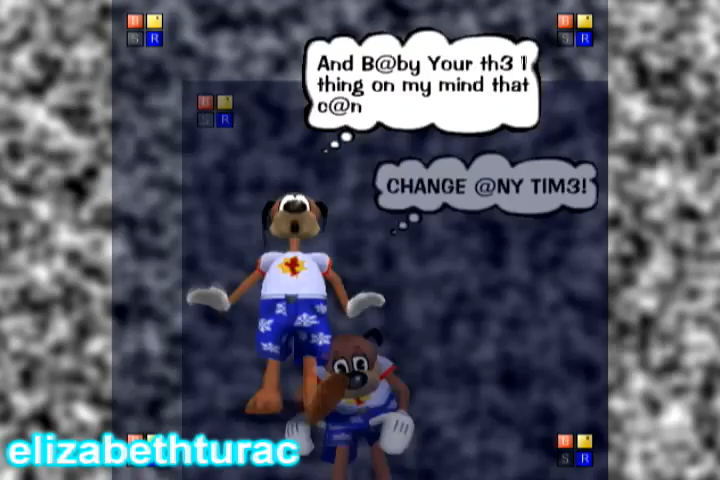 And B@by Your th3 1
thing on my mind that
c@n
CHANGE @NY TIM3!
elizabethturac
B
S R
B
S R
B
S R
B
S R